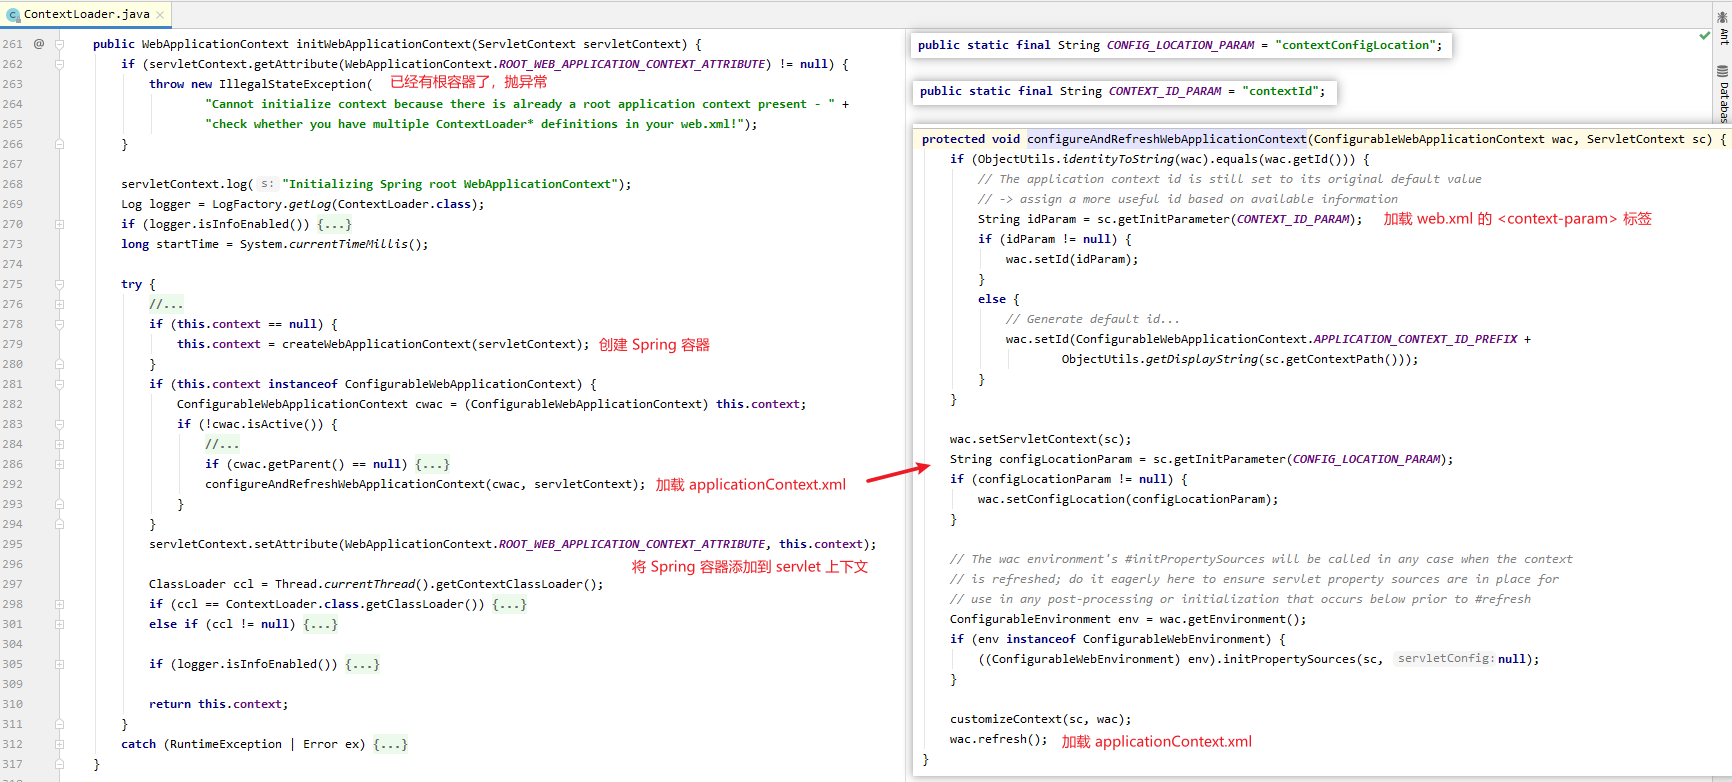 ContextLoader.java
261 @ public WebApplicationContext initWebApplicationContext(ServletContext servletContext) {
262 if (servletContext.getAttribute(WebApplicationContext.ROOT_WEB_APPLICATION_CONTEXT_ATTRIBUTE) != null) {
263 throw new IllegalStateException( 已经有根容器了，抛异常
264 "Cannot initialize context because there is already a root application context present - " +
265 "check whether you have multiple ContextLoader* definitions in your web.xml!");
266 }
267
268 servletContext.log( s: "Initializing Spring root WebApplicationContext");
269 Log logger = LogFactory.getLog(ContextLoader.class);
270 if (logger.isInfoEnabled()) {...}
273 long startTime = System.currentTimeMillis();
274
275 try {
276 //...
278 if (this.context == null) {
279 this.context = createWebApplicationContext(servletContext); 创建 Spring 容器
280 }
281 if (this.context instanceof ConfigurableWebApplicationContext) {
282 ConfigurableWebApplicationContext cwac = (ConfigurableWebApplicationContext) this.context;
283 if (!cwac.isActive()) {
284 //...
286 if (cwac.getParent() == null) {...}
292 configureAndRefreshWebApplicationContext(cwac, servletContext); 加载 applicationContext.xml
293 }
294 }
295 servletContext.setAttribute(WebApplicationContext.ROOT_WEB_APPLICATION_CONTEXT_ATTRIBUTE, this.context);
296 将 Spring 容器添加到 servlet 上下文
297 ClassLoader ccl = Thread.currentThread().getContextClassLoader();
298 if (ccl == ContextLoader.class.getClassLoader()) {...}
301 else if (ccl != null) {...}
304
305 if (logger.isInfoEnabled()) {...}
309
310 return this.context;
311 }
312 catch (RuntimeException | Error ex) {...}
317 }
public static final String CONFIG_LOCATION_PARAM = "contextConfigLocation";
public static final String CONTEXT_ID_PARAM = "contextId";
protected void configureAndRefreshWebApplicationContext(ConfigurableWebApplicationContext wac, ServletContext sc) {
if (ObjectUtils.identityToString(wac).equals(wac.getId())) {
// The application context id is still set to its original default value
// -> assign a more useful id based on available information
String idParam = sc.getInitParameter(CONTEXT_ID_PARAM); 加载 web.xml 的 <context-param> 标签
if (idParam != null) {
wac.setId(idParam);
}
else {
// Generate default id...
wac.setId(ConfigurableWebApplicationContext.APPLICATION_CONTEXT_ID_PREFIX +
ObjectUtils.getDisplayString(sc.getContextPath()));
}
}
wac.setServletContext(sc);
String configLocationParam = sc.getInitParameter(CONFIG_LOCATION_PARAM);
if (configLocationParam != null) {
wac.setConfigLocation(configLocationParam);
}
// The wac environment's #initPropertySources will be called in any case when the context
// is refreshed; do it eagerly here to ensure servlet property sources are in place for
// use in any post-processing or initialization that occurs below prior to #refresh
ConfigurableEnvironment env = wac.getEnvironment();
if (env instanceof ConfigurableWebEnvironment) {
((ConfigurableWebEnvironment) env).initPropertySources(sc, servletConfig: null);
}
customizeContext(sc, wac);
wac.refresh(); 加载 applicationContext.xml
}
Ant
Databas